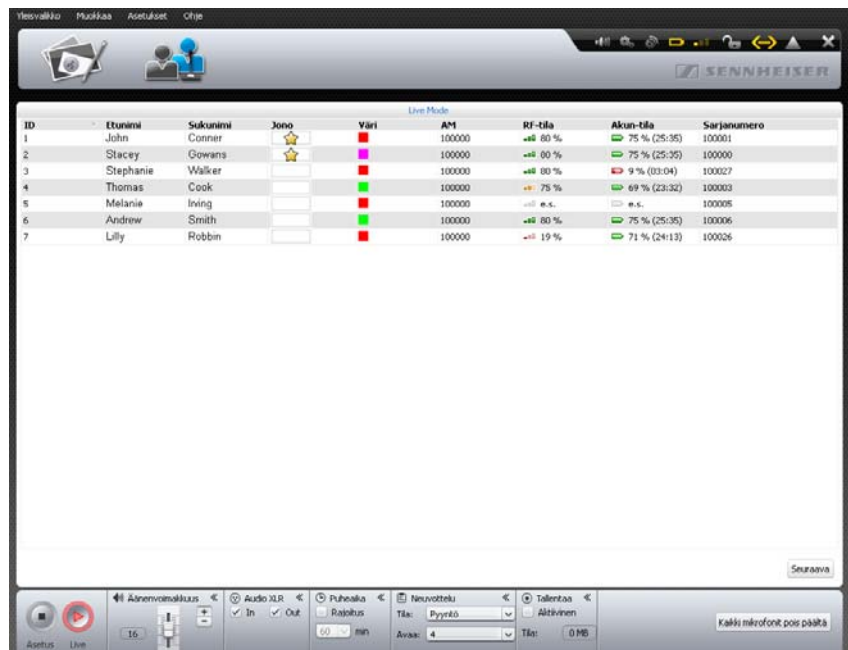 Yleisvalikko Muokkaa Asetukset Ohje
SENNHEISER
Live Mode
ID Etunimi Sukunimi Jono Väri AM RF-tila Akun-tila Sarjanumero
1 John Conner 100000 80 % 75 % (25:35) 100001
2 Stacey Gowans 100000 80 % 75 % (25:35) 100000
3 Stephanie Walker 100000 80 % 9 % (03:04) 100027
4 Thomas Cook 100000 75 % 69 % (23:32) 100003
5 Melanie Irving 100000 e.s. e.s. 100005
6 Andrew Smith 100000 80 % 75 % (25:35) 100006
7 Lilly Robbin 100000 19 % 71 % (24:13) 100026
Seuraava
Äänenvoimakkuus Audio XLR Puheaika Neuvottelu Tallentaa
In Out Rajoitus Tila: Pyyntö Aktiivinen
16 60 min Avaa: 4 Tila: 0 MB
Kaikki mikrofonit pois päältä
Asetus Live